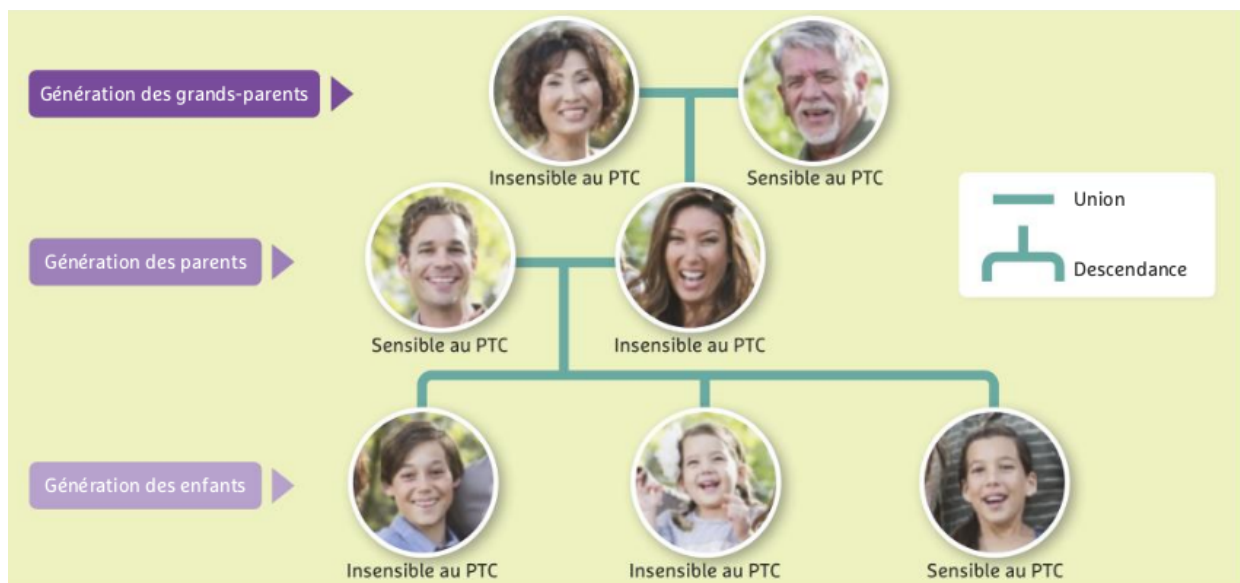 Génération des grands-parents
Insensible au PTC
Sensible au PTC
Union
Descendance
Génération des parents
Sensible au PTC
Insensible au PTC
Génération des enfants
Insensible au PTC
Insensible au PTC
Sensible au PTC